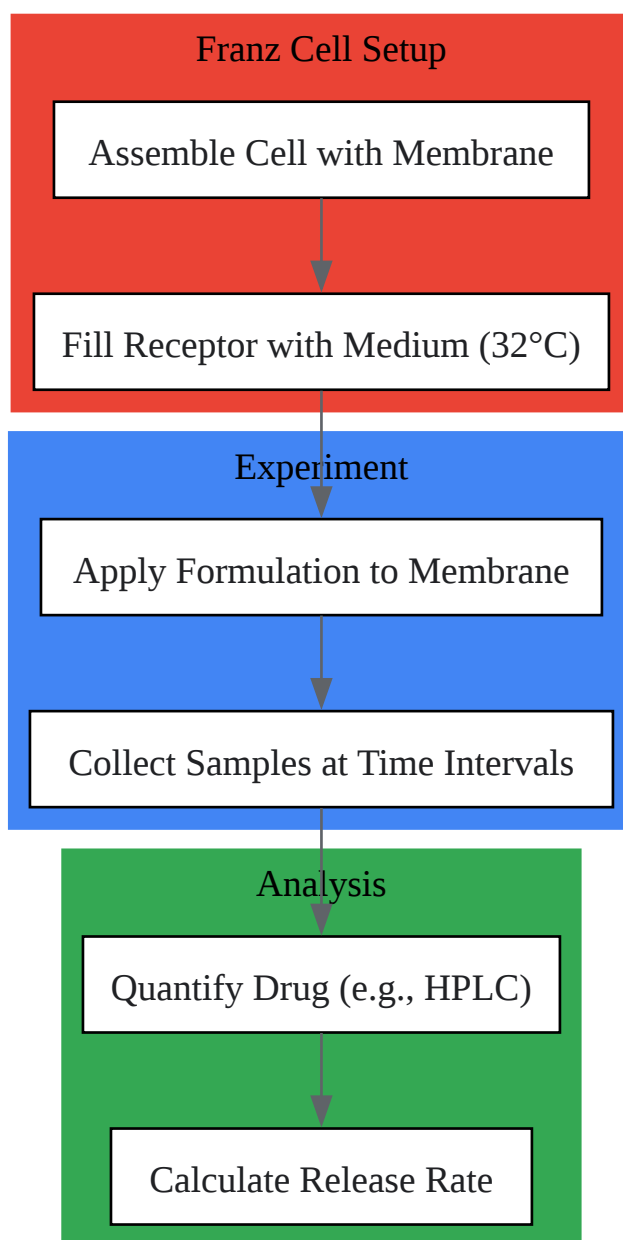 Franz Cell Setup
Assemble Cell with Membrane
Fill Receptor with Medium (32°C)
Experiment
Apply Formulation to Membrane
Collect Samples at Time Intervals
Analysis
Quantify Drug (e.g., HPLC)
Calculate Release Rate